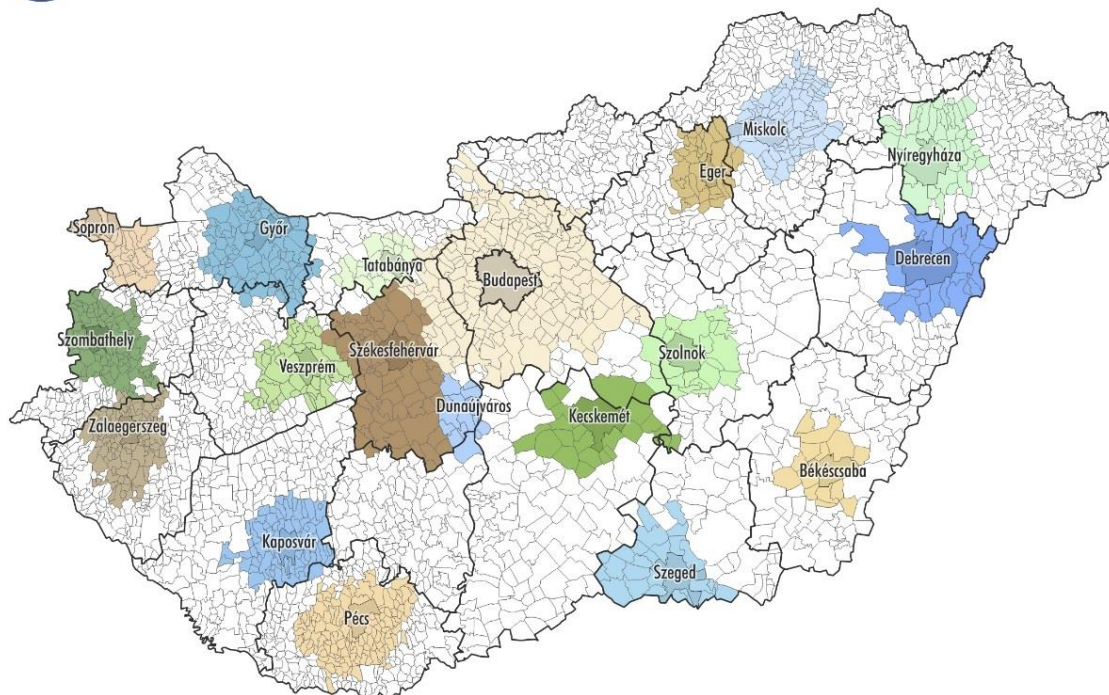 Miskolc
Eger
Nyíregyháza
Sopron
Győr
Tatabánya
Budapest
Debrecen
Szombathely
Veszprém
Székesfehérvár
Szolnok
Dunaújváros
Kecskemét
Zalaegerszeg
Békéscsaba
Kaposvár
Szeged
Pécs